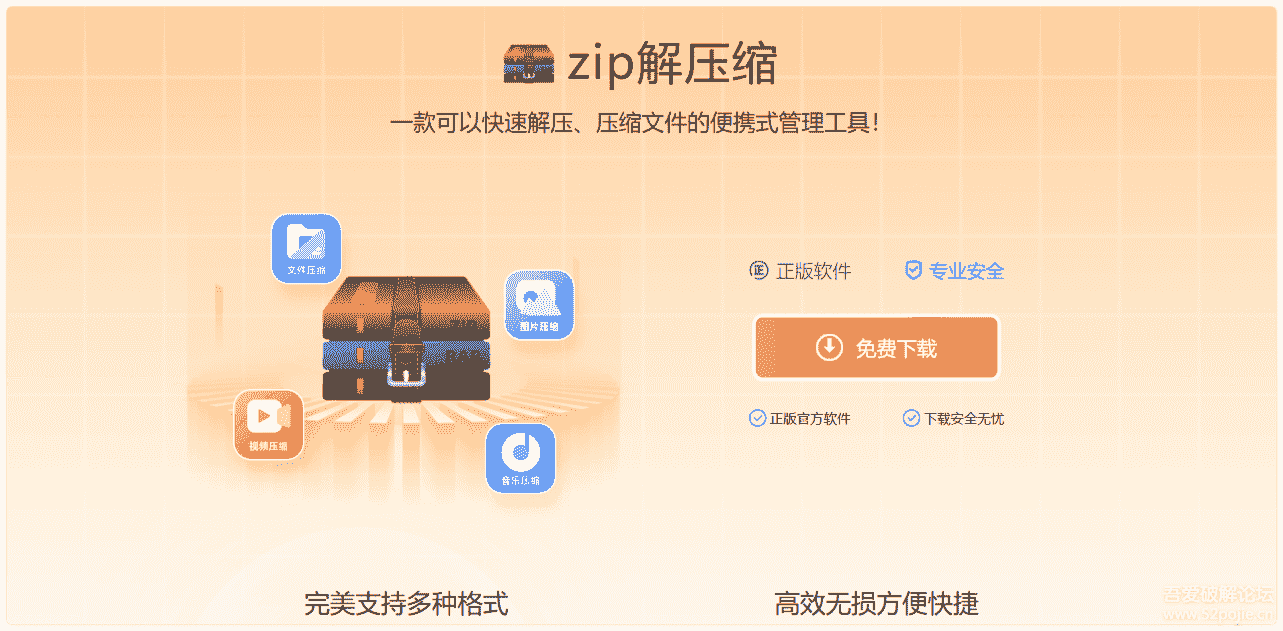 zip解压缩
一款可以快速解压、压缩文件的便携式管理工具!
文件压缩
图片压缩
正 正版软件
专业安全
免费下载
视频压缩
正版官方软件
下载安全无忧
音乐压缩
完美支持多种格式
高效无损方便快捷
吾爱破解论坛
www.52pojie.cn